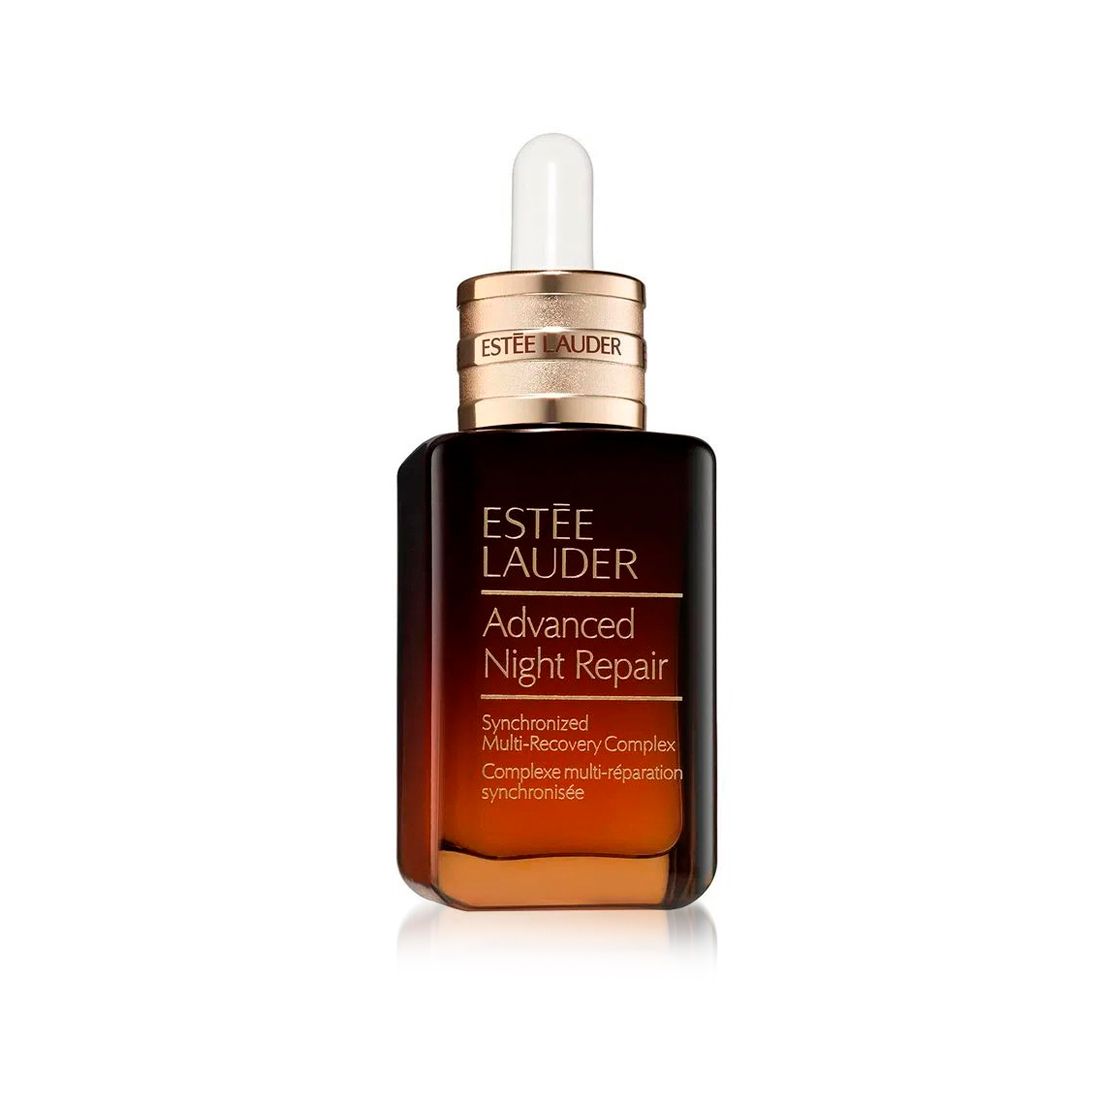 ESTĒE LAUDER
ESTĒE
LAUDER
Advanced
Night Repair
Synchronized
Multi-Recovery Complex
Complexe multi-réparation
synchronisée